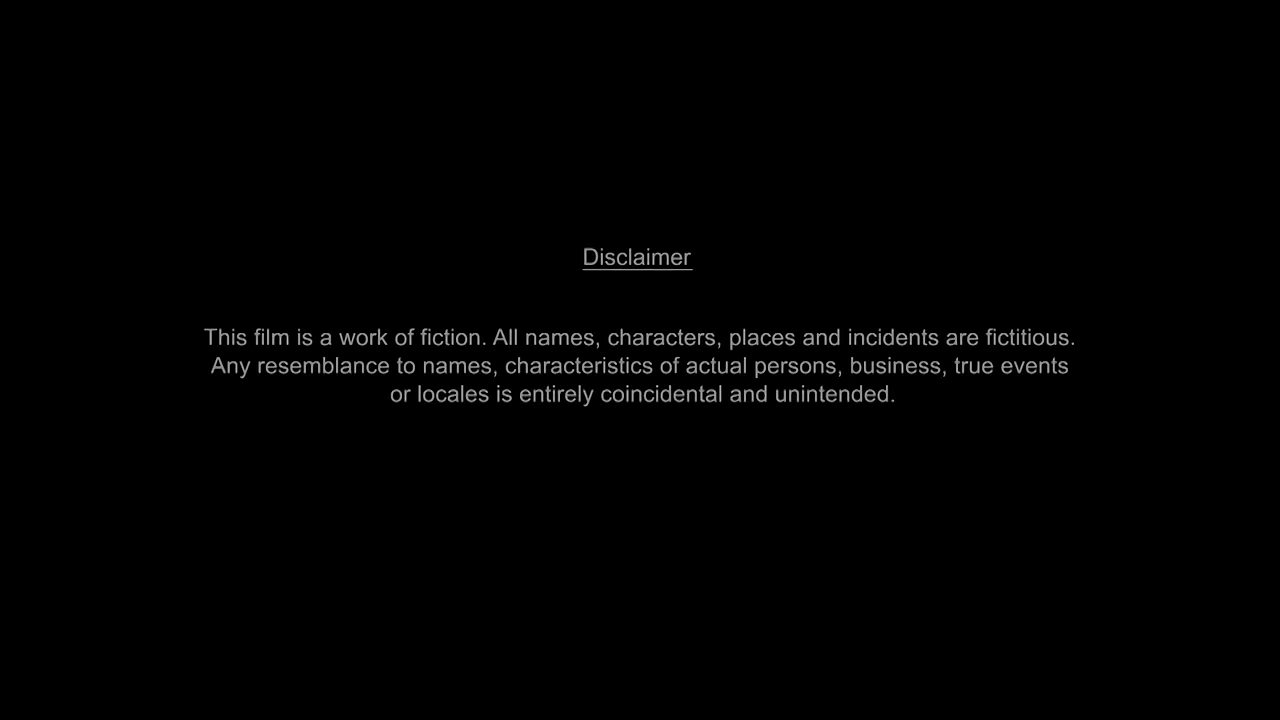 Disclaimer
This film is a work of fiction. All names, characters, places and incidents are fictitious.
Any resemblance to names, characteristics of actual persons, business, true events
or locales is entirely coincidental and unintended.